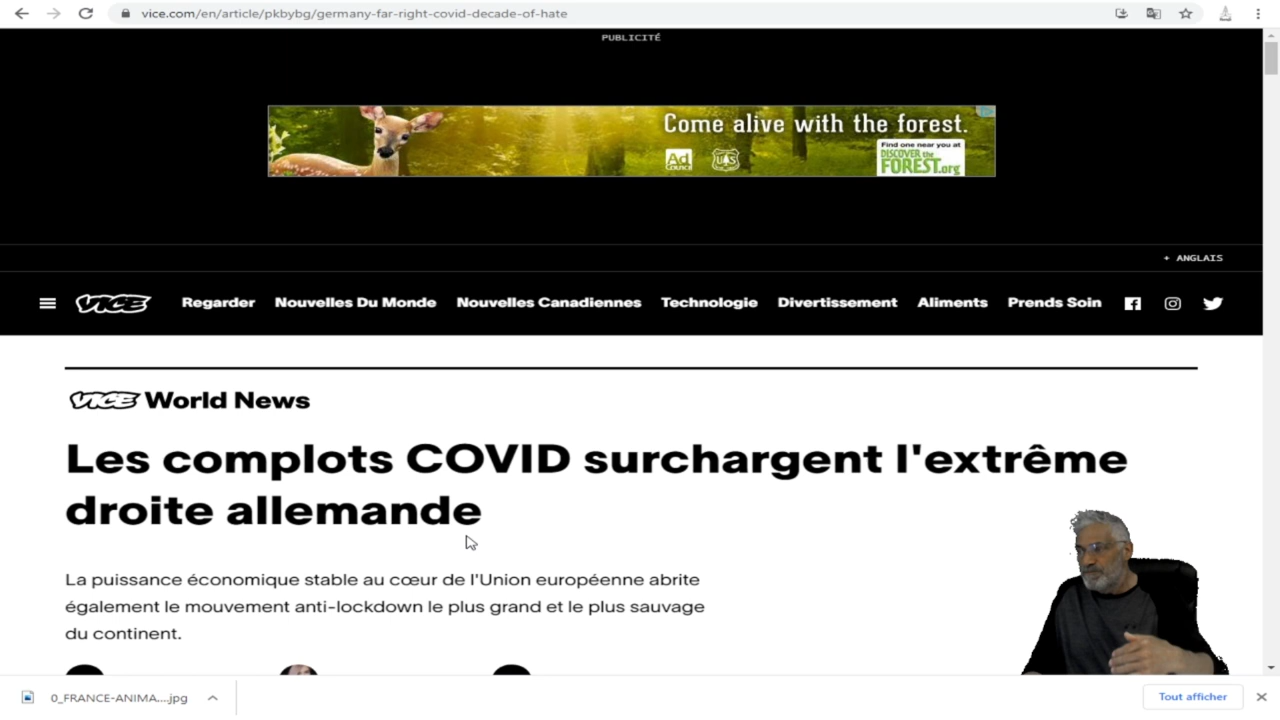 vice.com/en/article/pkbybg/germany-far-right-covid-decade-of-hate
PUBLICITÉ
Come alive with the forest.
Ad
COUNCIL
U S
Find one near you at
DISCOVER the
FOREST.org
+ ANGLAIS
VICE Regarder Nouvelles Du Monde Nouvelles Canadiennes Technologie Divertissement Aliments Prends Soin
VICE World News
Les complots COVID surchargent l'extrême
droite allemande
La puissance économique stable au cœur de l'Union européenne abrite
également le mouvement anti-lockdown le plus grand et le plus sauvage
du continent.
0_FRANCE-ANIMA....jpg
Tout afficher